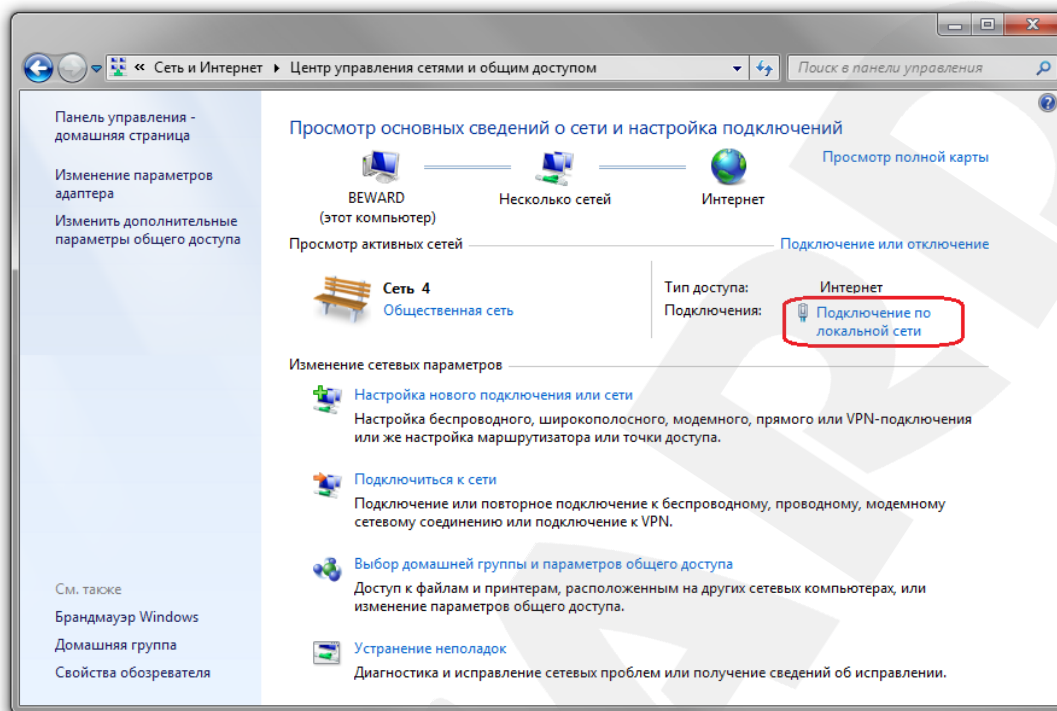 « Сеть и Интернет ▸ Центр управления сетями и общим доступом
Поиск в панели управления
Панель управления -
домашняя страница
Изменение параметров
адаптера
Изменить дополнительные
параметры общего доступа
Просмотр основных сведений о сети и настройка подключений
Просмотр полной карты
BEWARD
(этот компьютер)
Несколько сетей
Интернет
Просмотр активных сетей
Подключение или отключение
Сеть 4
Общественная сеть
Тип доступа: Интернет
Подключения: Подключение по
локальной сети
Изменение сетевых параметров
Настройка нового подключения или сети
Настройка беспроводного, широкополосного, модемного, прямого или VPN-подключения
или же настройка маршрутизатора или точки доступа.
Подключиться к сети
Подключение или повторное подключение к беспроводному, проводному, модемному
сетевому соединению или подключение к VPN.
Выбор домашней группы и параметров общего доступа
Доступ к файлам и принтерам, расположенным на других сетевых компьютерах, или
изменение параметров общего доступа.
Устранение неполадок
Диагностика и исправление сетевых проблем или получение сведений об исправлении.
См. также
Брандмауэр Windows
Домашняя группа
Свойства обозревателя